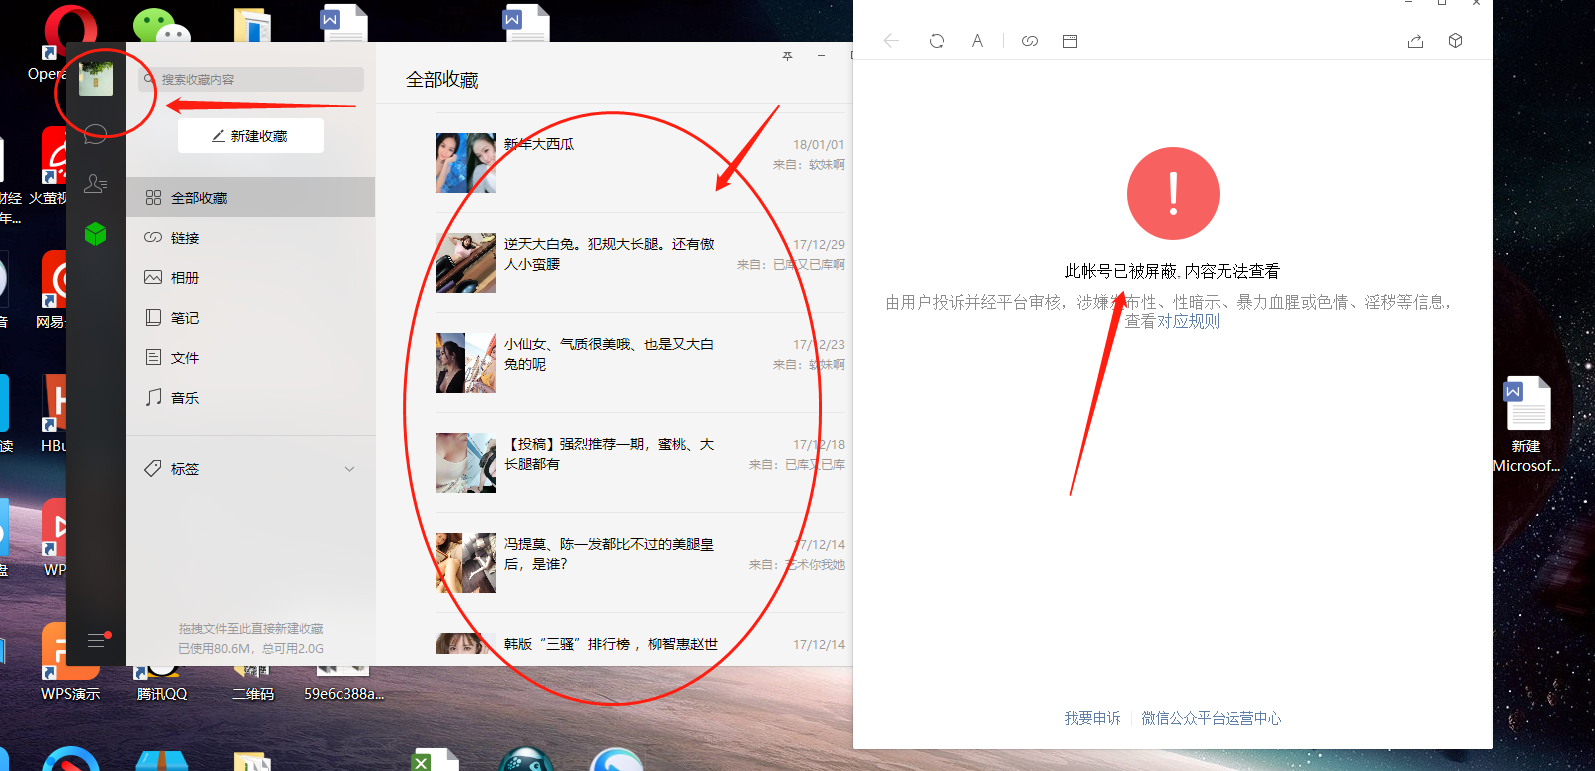 Opera
财经
年...
火萤视
音
网易云
读
HBu
盘
WP
WPS演示
腾讯QQ
二维码
59e6c388a...
搜索收藏内容
新建收藏
全部收藏
链接
相册
笔记
文件
音乐
标签
拖拽文件至此直接新建收藏
已使用80.6M，总可用2.0G
全部收藏
新年大西瓜
18/01/01
来自：软妹啊
逆天大白兔。犯规大长腿。还有傲
人小蛮腰
17/12/29
来自：已库又已库啊
小仙女、气质很美哦、也是又大白
兔的呢
17/12/23
来自：软妹啊
【投稿】强烈推荐一期，蜜桃、大
长腿都有
17/12/18
来自：已库又已库
冯提莫、陈一发都比不过的美腿皇
后，是谁？
17/12/14
来自：艺术你我她
韩版“三骚”排行榜 ，柳智惠赵世
17/12/14
A
此帐号已被屏蔽, 内容无法查看
由用户投诉并经平台审核，涉嫌发布性、性暗示、暴力血腥或色情、淫秽等信息，
查看对应规则
我要申诉
微信公众平台运营中心
新建
Microsof...